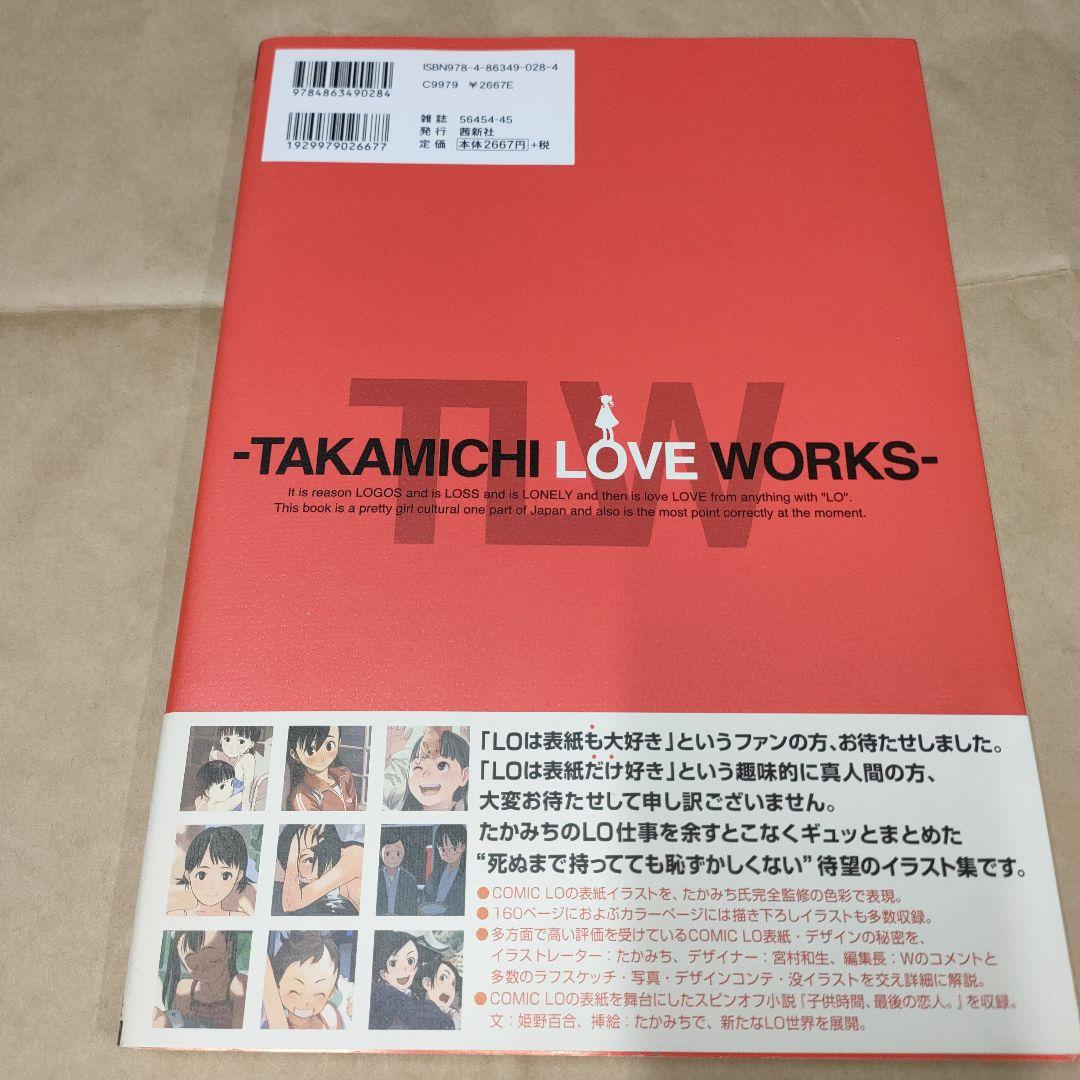 ISBN978-4-86349-028-4
C9979 ¥2667E
9784863490284
雑誌 56454-45
発行 茜新社
定価 本体2667円+税
1929979026677
TLW
-TAKAMICHI LOVE WORKS-
It is reason LOGOS and is LOSS and is LONELY and then is love LOVE from anything with "LO".
This book is a pretty girl cultural one part of Japan and also is the most point correctly at the moment.
「LOは表紙も大好き」というファンの方、お待たせしました。
「LOは表紙だけ好き」という趣味的に真人間の方、
大変お待たせして申し訳ございません。
たかみちのLO仕事を余すとこなくギュッとまとめた
“死ぬまで持ってても恥ずかしくない”待望のイラスト集です。
●COMIC LOの表紙イラストを、たかみち氏完全監修の色彩で表現。
●160ページにおよぶカラーページには描き下ろしイラストも多数収録。
●多方面で高い評価を受けているCOMIC LO表紙・デザインの秘密を、
イラストレーター:たかみち、デザイナー:宮村和生、編集長:Wのコメントと
多数のラフスケッチ・写真・デザインコンテ・没イラストを交え詳細に解説。
●COMIC LOの表紙を舞台にしたスピンオフ小説『子供時間、最後の恋人。』を収録。
文:姫野百合、挿絵:たかみちで、新たなLO世界を展開。